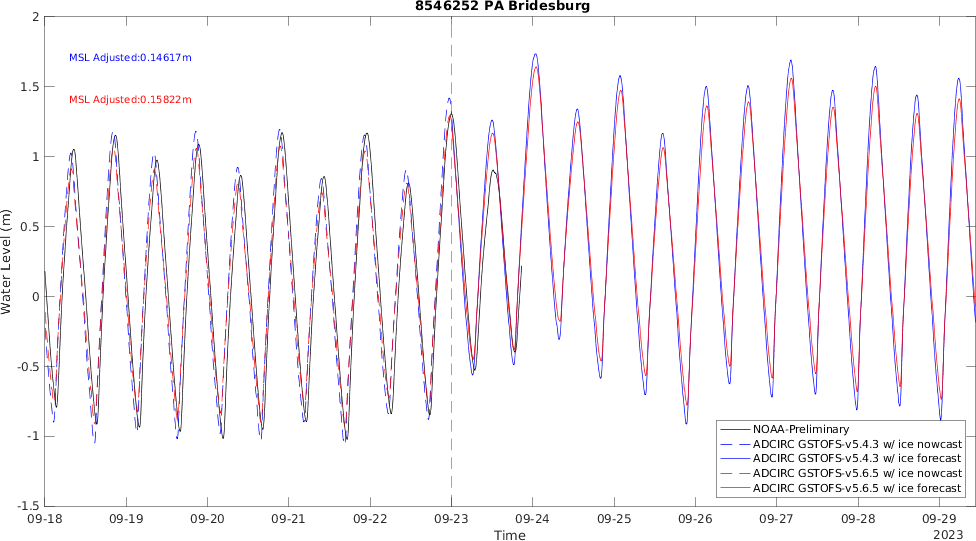 8546252 PA Bridesburg
MSL Adjusted:0.14617m
MSL Adjusted:0.15822m
Water Level (m)
2
1.5
1
0.5
0
-0.5
-1
-1.5
NOAA-Preliminary
ADCIRC GSTOFS-v5.4.3 w/ ice nowcast
ADCIRC GSTOFS-v5.4.3 w/ ice forecast
ADCIRC GSTOFS-v5.6.5 w/ ice nowcast
ADCIRC GSTOFS-v5.6.5 w/ ice forecast
09-18 09-19 09-20 09-21 09-22 09-23 09-24 09-25 09-26 09-27 09-28 09-29
Time
2023